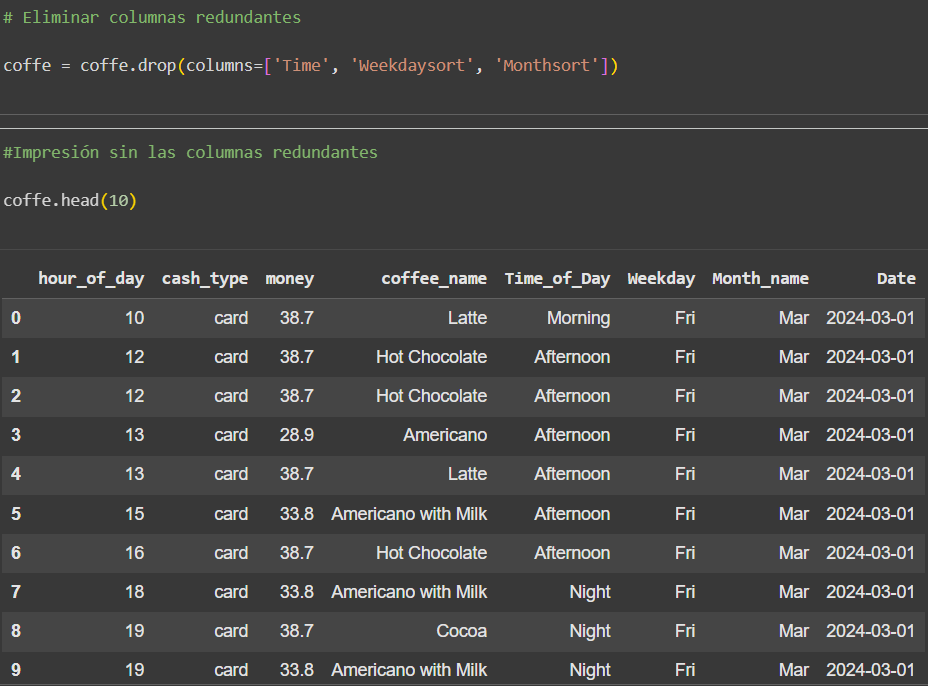 # Eliminar columnas redundantes
coffe = coffe.drop(columns=['Time', 'Weekdaysort', 'Monthsort'])
#Impresión sin las columnas redundantes
coffe.head(10)
hour_of_day cash_type money coffee_name Time_of_Day Weekday Month_name Date
0 10 card 38.7 Latte Morning Fri Mar 2024-03-01
1 12 card 38.7 Hot Chocolate Afternoon Fri Mar 2024-03-01
2 12 card 38.7 Hot Chocolate Afternoon Fri Mar 2024-03-01
3 13 card 28.9 Americano Afternoon Fri Mar 2024-03-01
4 13 card 38.7 Latte Afternoon Fri Mar 2024-03-01
5 15 card 33.8 Americano with Milk Afternoon Fri Mar 2024-03-01
6 16 card 38.7 Hot Chocolate Afternoon Fri Mar 2024-03-01
7 18 card 33.8 Americano with Milk Night Fri Mar 2024-03-01
8 19 card 38.7 Cocoa Night Fri Mar 2024-03-01
9 19 card 33.8 Americano with Milk Night Fri Mar 2024-03-01